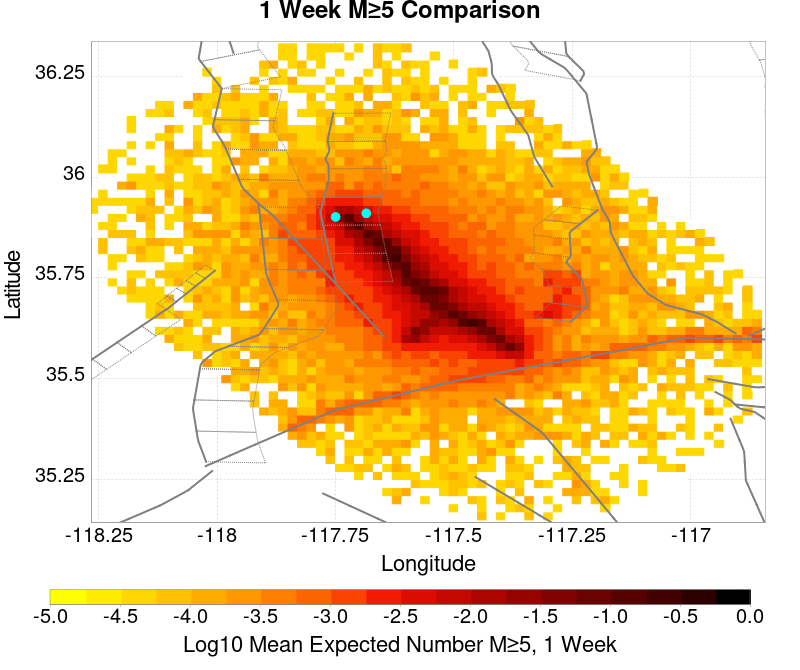 1 Week M≥5 Comparison
36.25
36
35.75
35.5
35.25
Latitude
-118.25 -118 -117.75 -117.5 -117.25 -117
Longitude
-5.0 -4.5 -4.0 -3.5 -3.0 -2.5 -2.0 -1.5 -1.0 -0.5 0.0
Log10 Mean Expected Number M≥5, 1 Week